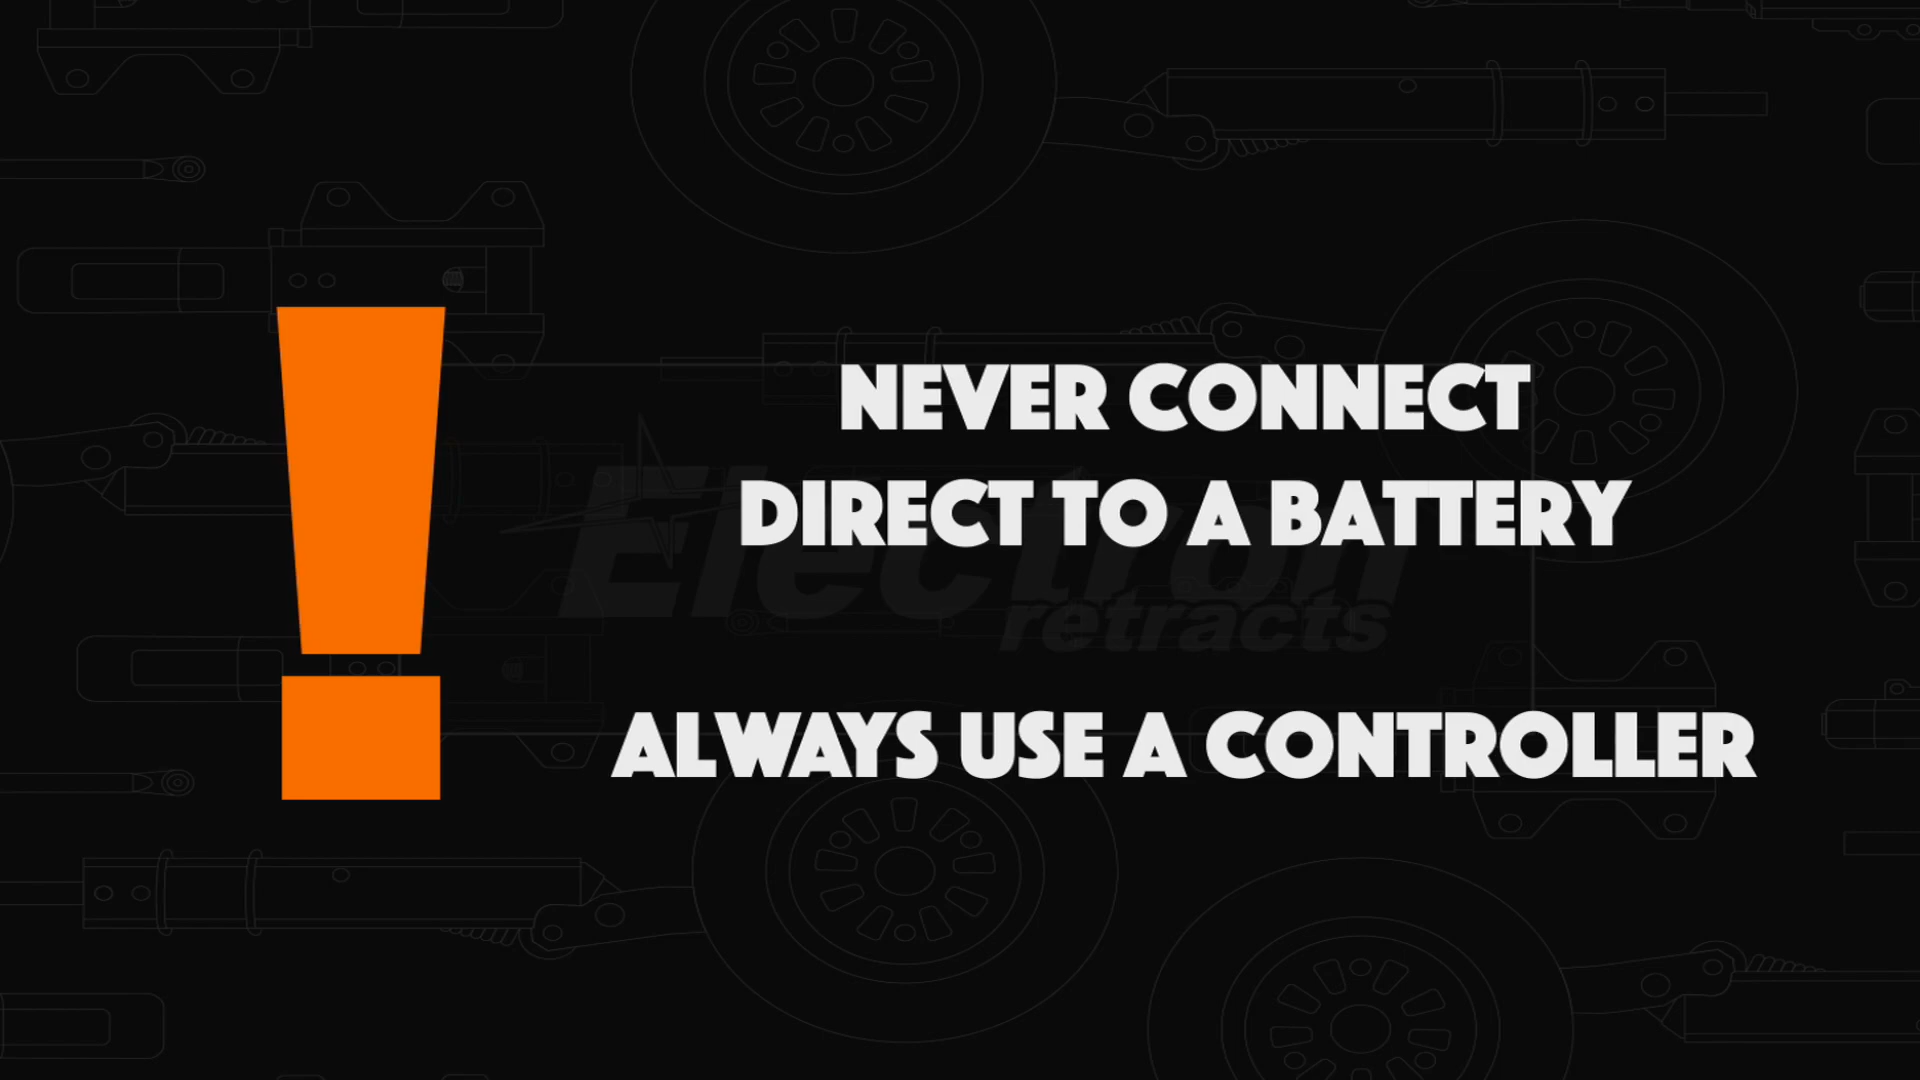 !
NEVER CONNECT
DIRECT TO A BATTERY
Electron
retracts
ALWAYS USE A CONTROLLER